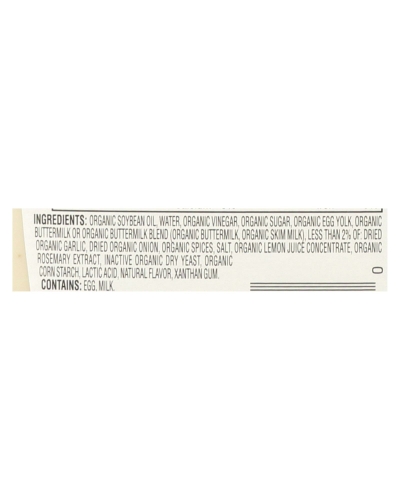 INGREDIENTS: ORGANIC SOYBEAN OIL, WATER, ORGANIC VINEGAR, ORGANIC SUGAR, ORGANIC EGG YOLK, ORGANIC
BUTTERMILK OR ORGANIC BUTTERMILK BLEND (ORGANIC BUTTERMILK, ORGANIC SKIM MILK), LESS THAN 2% OF: DRIED
ORGANIC GARLIC, DRIED ORGANIC ONION, ORGANIC SPICES, SALT, ORGANIC LEMON JUICE CONCENTRATE, ORGANIC
ROSEMARY EXTRACT, INACTIVE ORGANIC DRY YEAST, ORGANIC
CORN STARCH, LACTIC ACID, NATURAL FLAVOR, XANTHAN GUM.
CONTAINS: EGG, MILK.
0